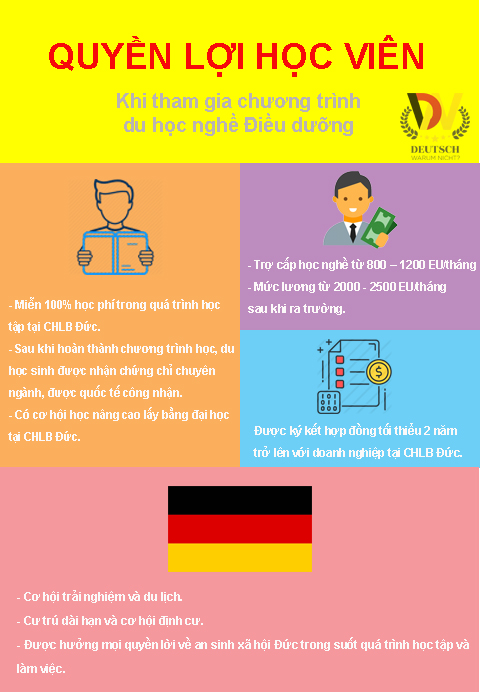 QUYỀN LỢI HỌC VIÊN
Khi tham gia chương trình
du học nghề Điều dưỡng
DEUTSCH
WARUM NICHT?
- Miễn 100% học phí trong quá trình học
tập tại CHLB Đức.
- Sau khi hoàn thành chương trình học, du
học sinh được nhận chứng chỉ chuyên
ngành, được quốc tế công nhận.
- Có cơ hội học nâng cao lấy bằng đại học
tại CHLB Đức.
- Trợ cấp học nghề từ 800 – 1200 EU/tháng
- Mức lương từ 2000 - 2500 EU/tháng
sau khi ra trường.
Được ký kết hợp đồng tối thiểu 2 năm
trở lên với doanh nghiệp tại CHLB Đức.
- Cơ hội trải nghiệm và du lịch.
- Cư trú dài hạn và cơ hội định cư.
- Được hưởng mọi quyền lời về an sinh xã hội Đức trong suốt quá trình học tập và
làm việc.